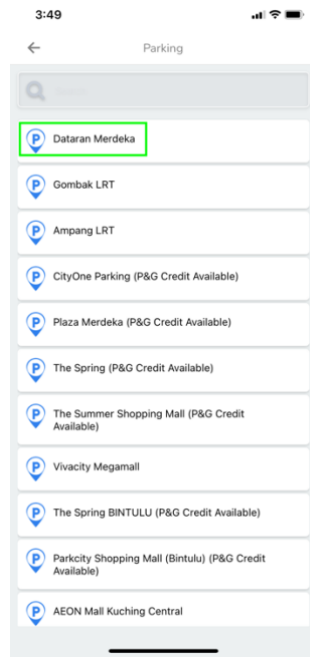 3:49
Parking
P Dataran Merdeka
P Gombak LRT
P Ampang LRT
P CityOne Parking (P&G Credit Available)
P Plaza Merdeka (P&G Credit Available)
P The Spring (P&G Credit Available)
P The Summer Shopping Mall (P&G Credit
Available)
P Vivacity Megamall
P The Spring BINTULU (P&G Credit Available)
P Parkcity Shopping Mall (Bintulu) (P&G Credit
Available)
P AEON Mall Kuching Central